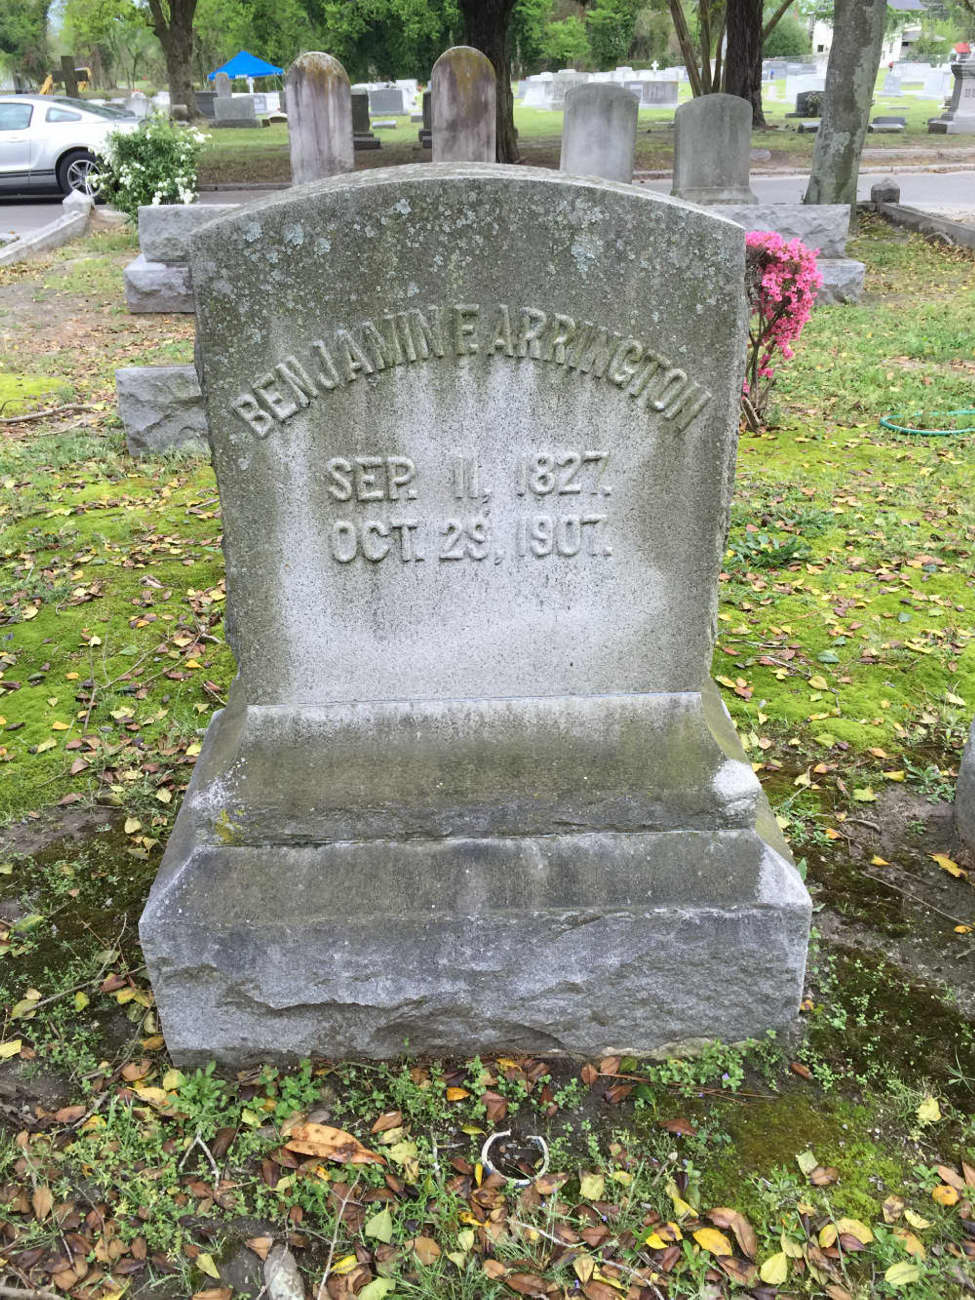 BENJAMIN F. ARRINGTON
SEP. 11, 1827.
OCT. 29, 1907.